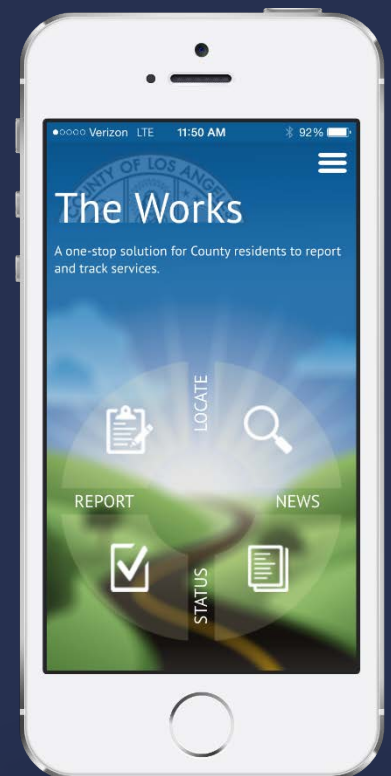 Verizon LTE 11:50 AM 92%
COUNTY OF LOS ANGELES
The Works
A one-stop solution for County residents to report
and track services.
LOCATE
REPORT NEWS
STATUS